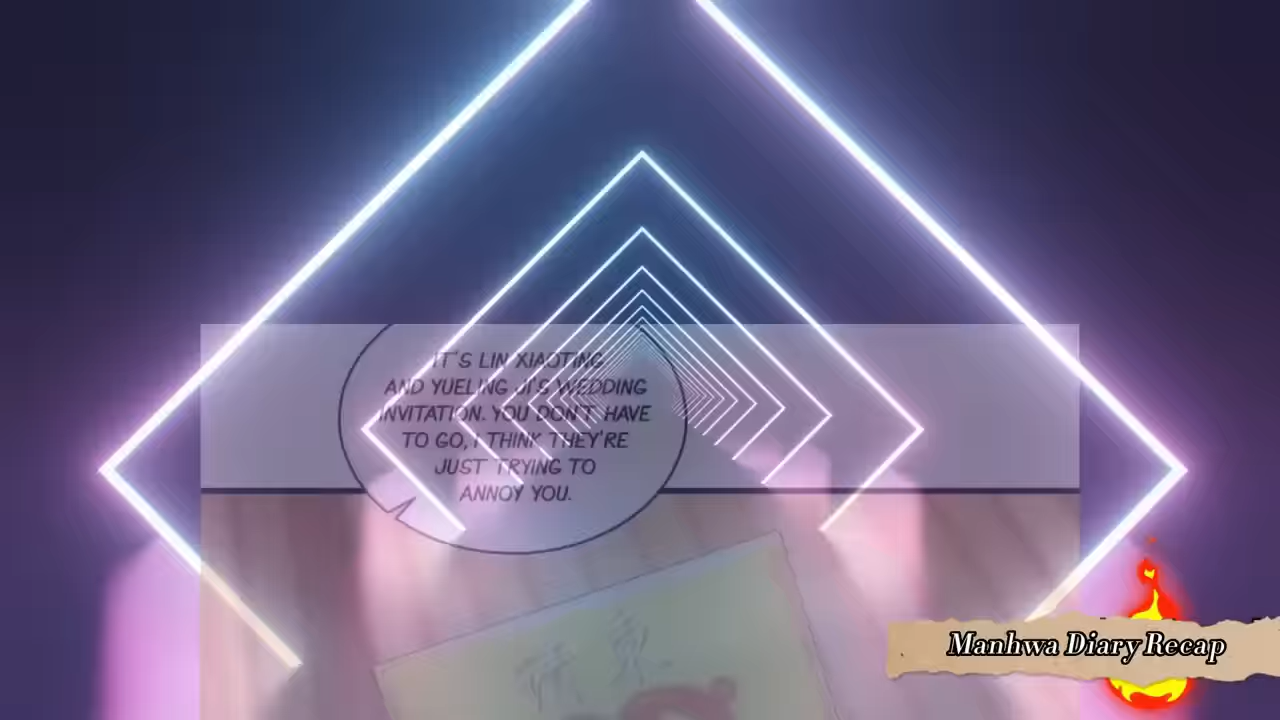 IT'S LIN XIAOTING
AND YUELING JI'S WEDDING
INVITATION. YOU DON'T HAVE
TO GO, I THINK THEY'RE
JUST TRYING TO
ANNOY YOU.
Manhwa Diary Recap